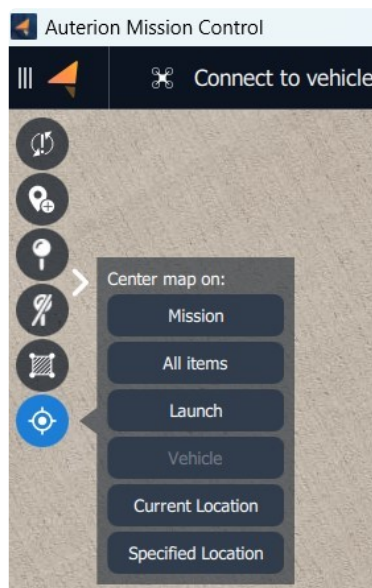 Auterion Mission Control
Connect to vehicle
Center map on:
Mission
All items
Launch
Vehicle
Current Location
Specified Location